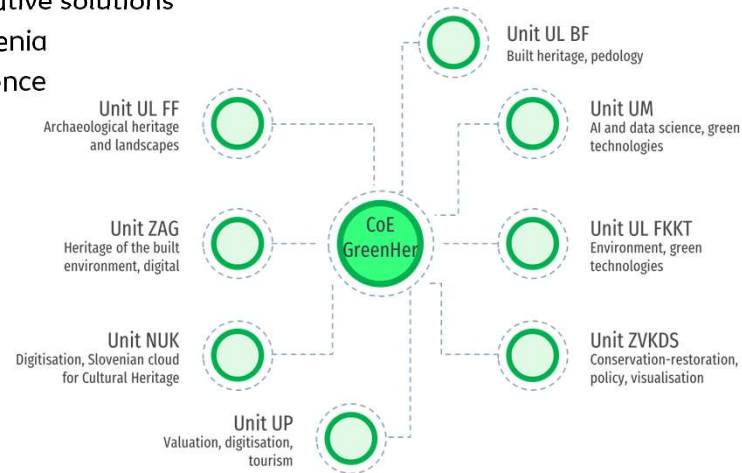 solutions
Unit UL BF
Built heritage, pedology
Unit UL FF
Archaeological heritage
and landscapes
Unit UM
AI and data science, green
technologies
CoE
GreenHer
Unit ZAG
Heritage of the built
environment, digital
Unit UL FKKT
Environment, green
technologies
Unit NUK
Digitisation, Slovenian cloud
for Cultural Heritage
Unit ZVKDS
Conservation-restoration,
policy, visualisation
Unit UP
Valuation, digitisation,
tourism